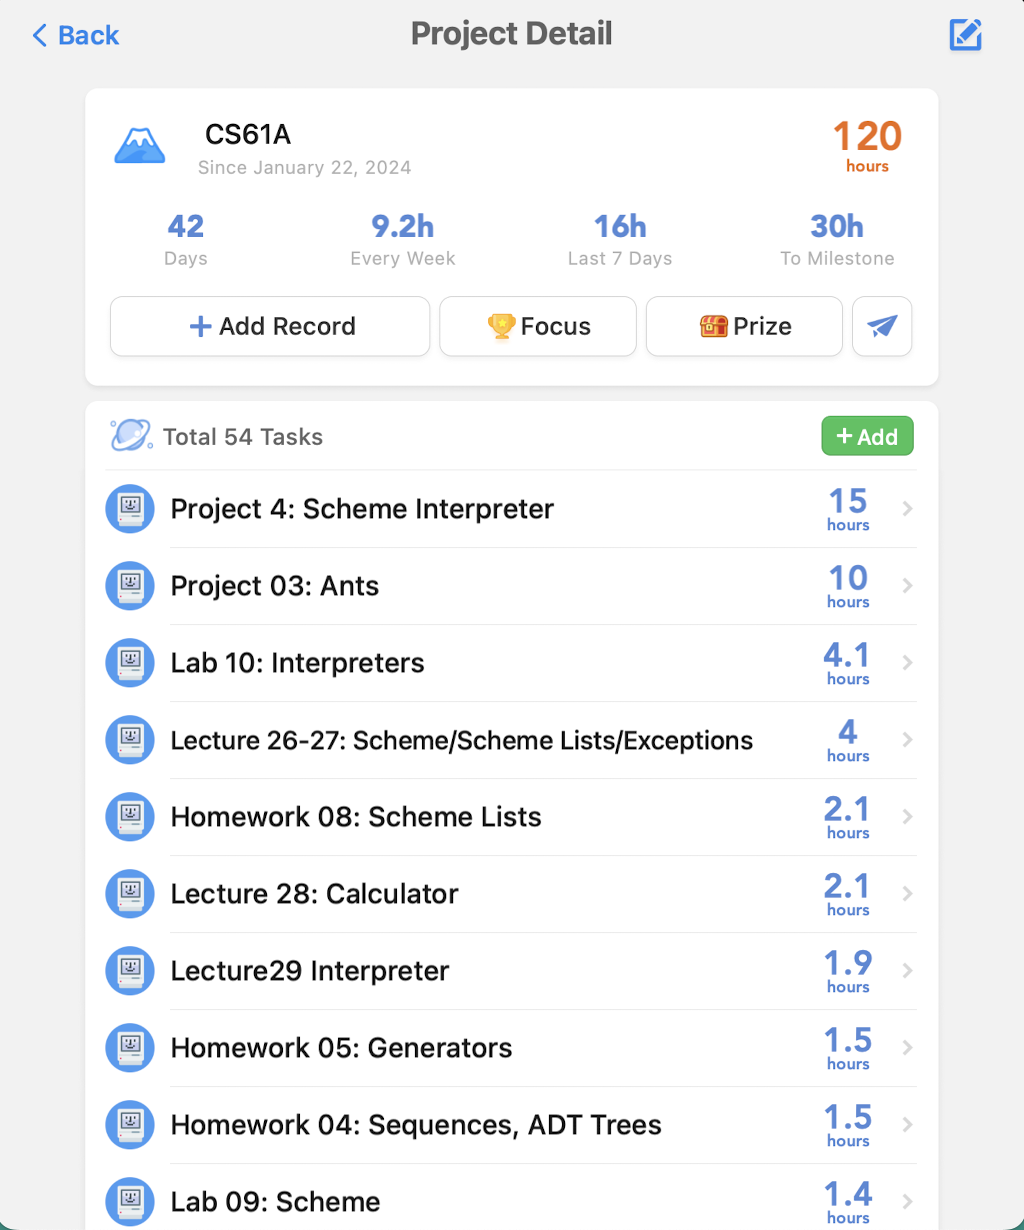 Back
Project Detail
CS61A
Since January 22, 2024
120
hours
42
Days
9.2h
Every Week
16h
Last 7 Days
30h
To Milestone
+ Add Record
Focus
Prize
Total 54 Tasks
+ Add
Project 4: Scheme Interpreter
15
hours
Project 03: Ants
10
hours
Lab 10: Interpreters
4.1
hours
Lecture 26-27: Scheme/Scheme Lists/Exceptions
4
hours
Homework 08: Scheme Lists
2.1
hours
Lecture 28: Calculator
2.1
hours
Lecture29 Interpreter
1.9
hours
Homework 05: Generators
1.5
hours
Homework 04: Sequences, ADT Trees
1.5
hours
Lab 09: Scheme
1.4
hours